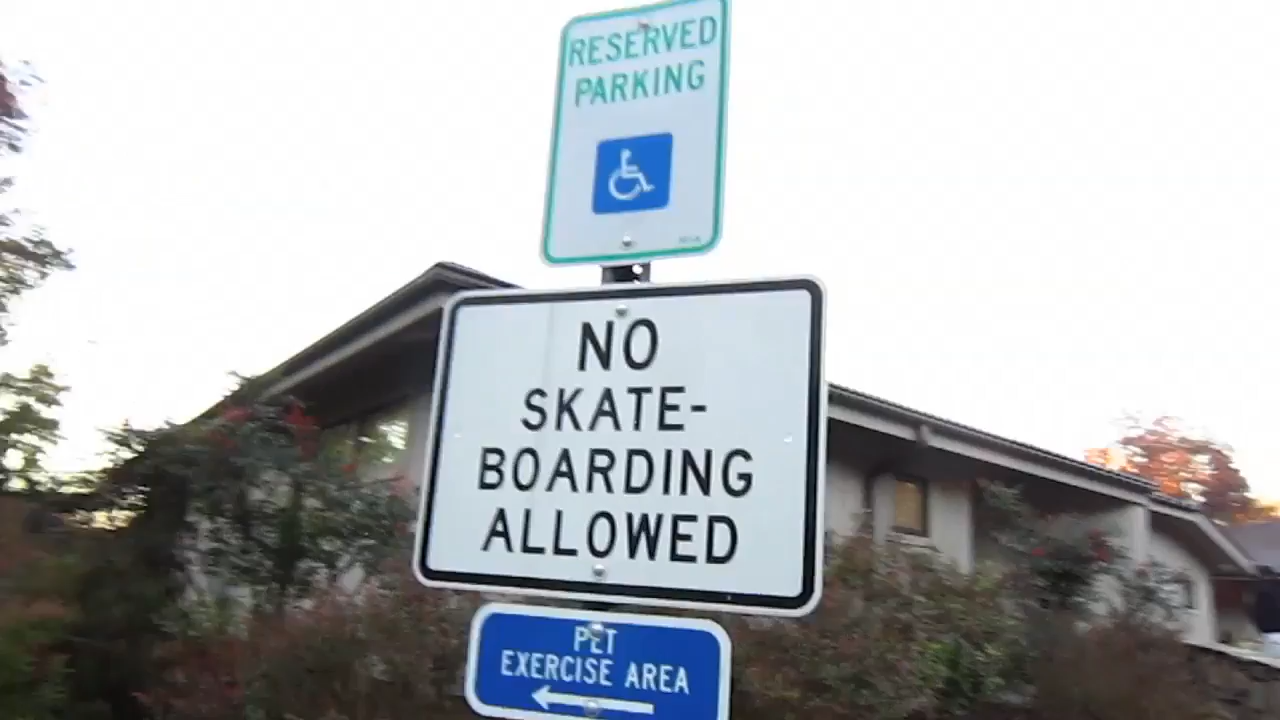 RESERVED
PARKING
NO
SKATE-
BOARDING
ALLOWED
PET
EXERCISE AREA